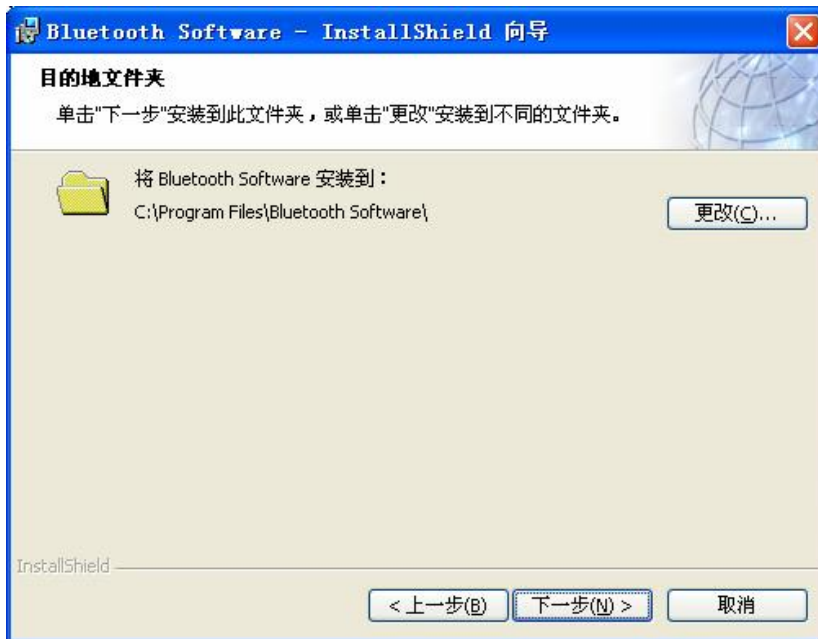 Bluetooth Software - InstallShield 向导
目的地文件夹
单击"下一步"安装到此文件夹，或单击"更改"安装到不同的文件夹。
将 Bluetooth Software 安装到：
C:\Program Files\Bluetooth Software\
更改(C)...
InstallShield
< 上一步(B)
下一步(N) >
取消